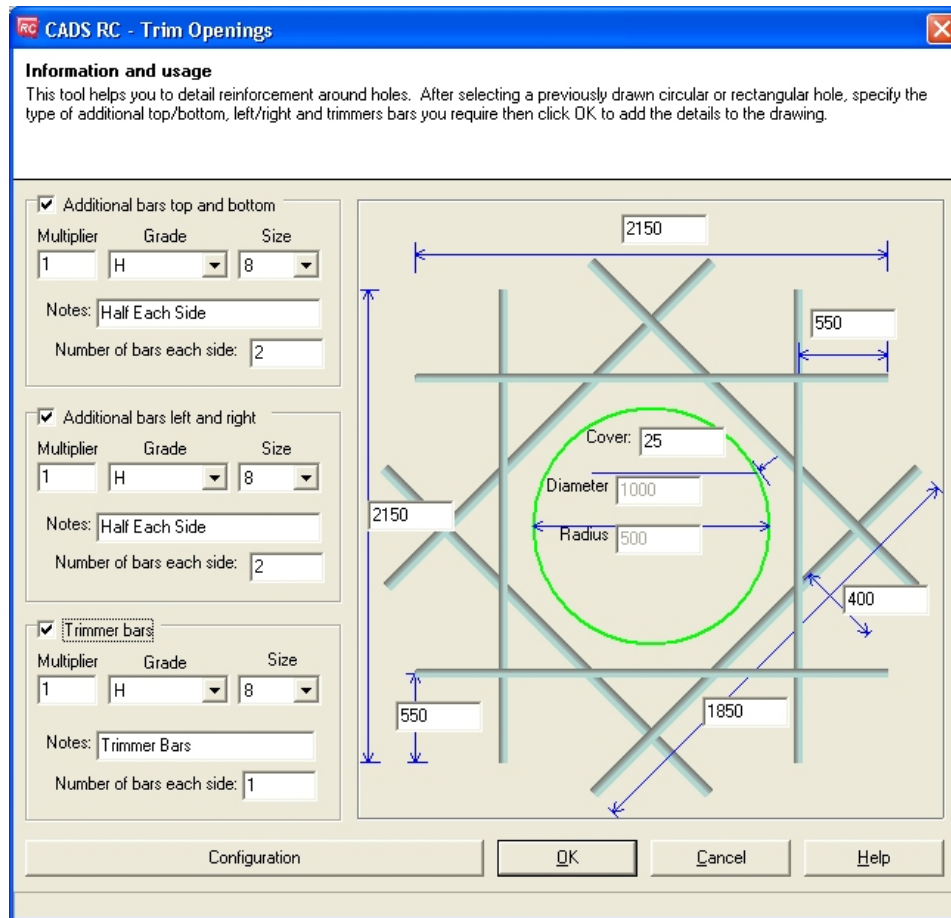 RC CADS RC - Trim Openings
Information and usage
This tool helps you to detail reinforcement around holes. After selecting a previously drawn circular or rectangular hole, specify the
type of additional top/bottom, left/right and trimmers bars you require then click OK to add the details to the drawing.
Additional bars top and bottom
Multiplier Grade Size
1 H 8
Notes: Half Each Side
Number of bars each side: 2
Additional bars left and right
Multiplier Grade Size
1 H 8
Notes: Half Each Side
Number of bars each side: 2
Trimmer bars
Multiplier Grade Size
1 H 8
Notes: Trimmer Bars
Number of bars each side: 1
2150
550
Cover: 25
Diameter 1000
2150
Radius 500
400
550
1850
Configuration OK Cancel Help